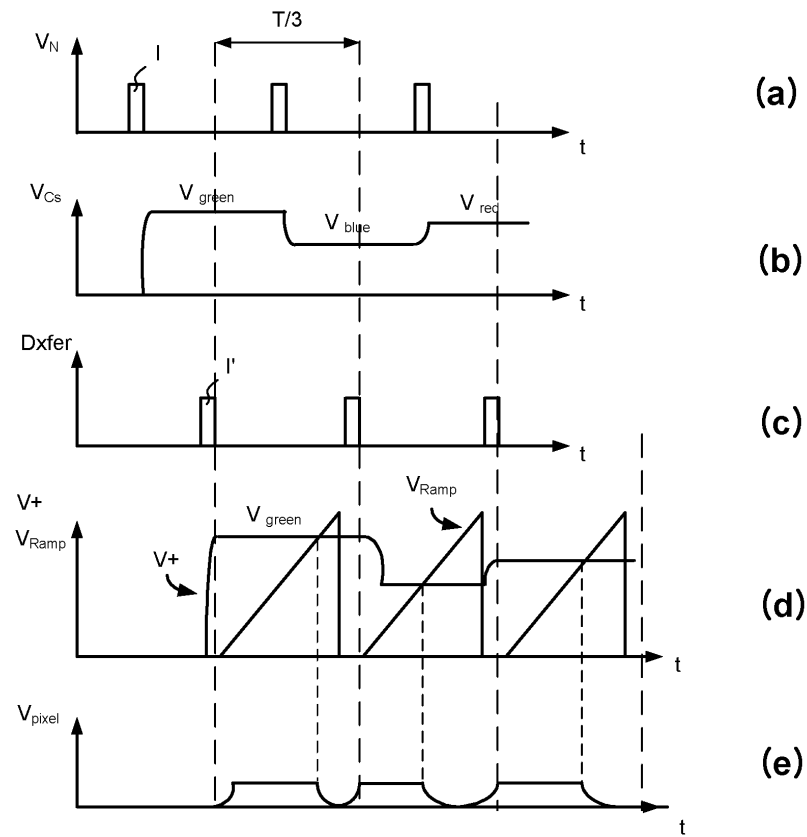 T/3
V_N
I
(a)
t
V_Cs
V green
V blue
V red
(b)
t
Dxfer
I'
(c)
t
V+
V_Ramp
V+
V green
V_Ramp
(d)
t
V_pixel
(e)
t